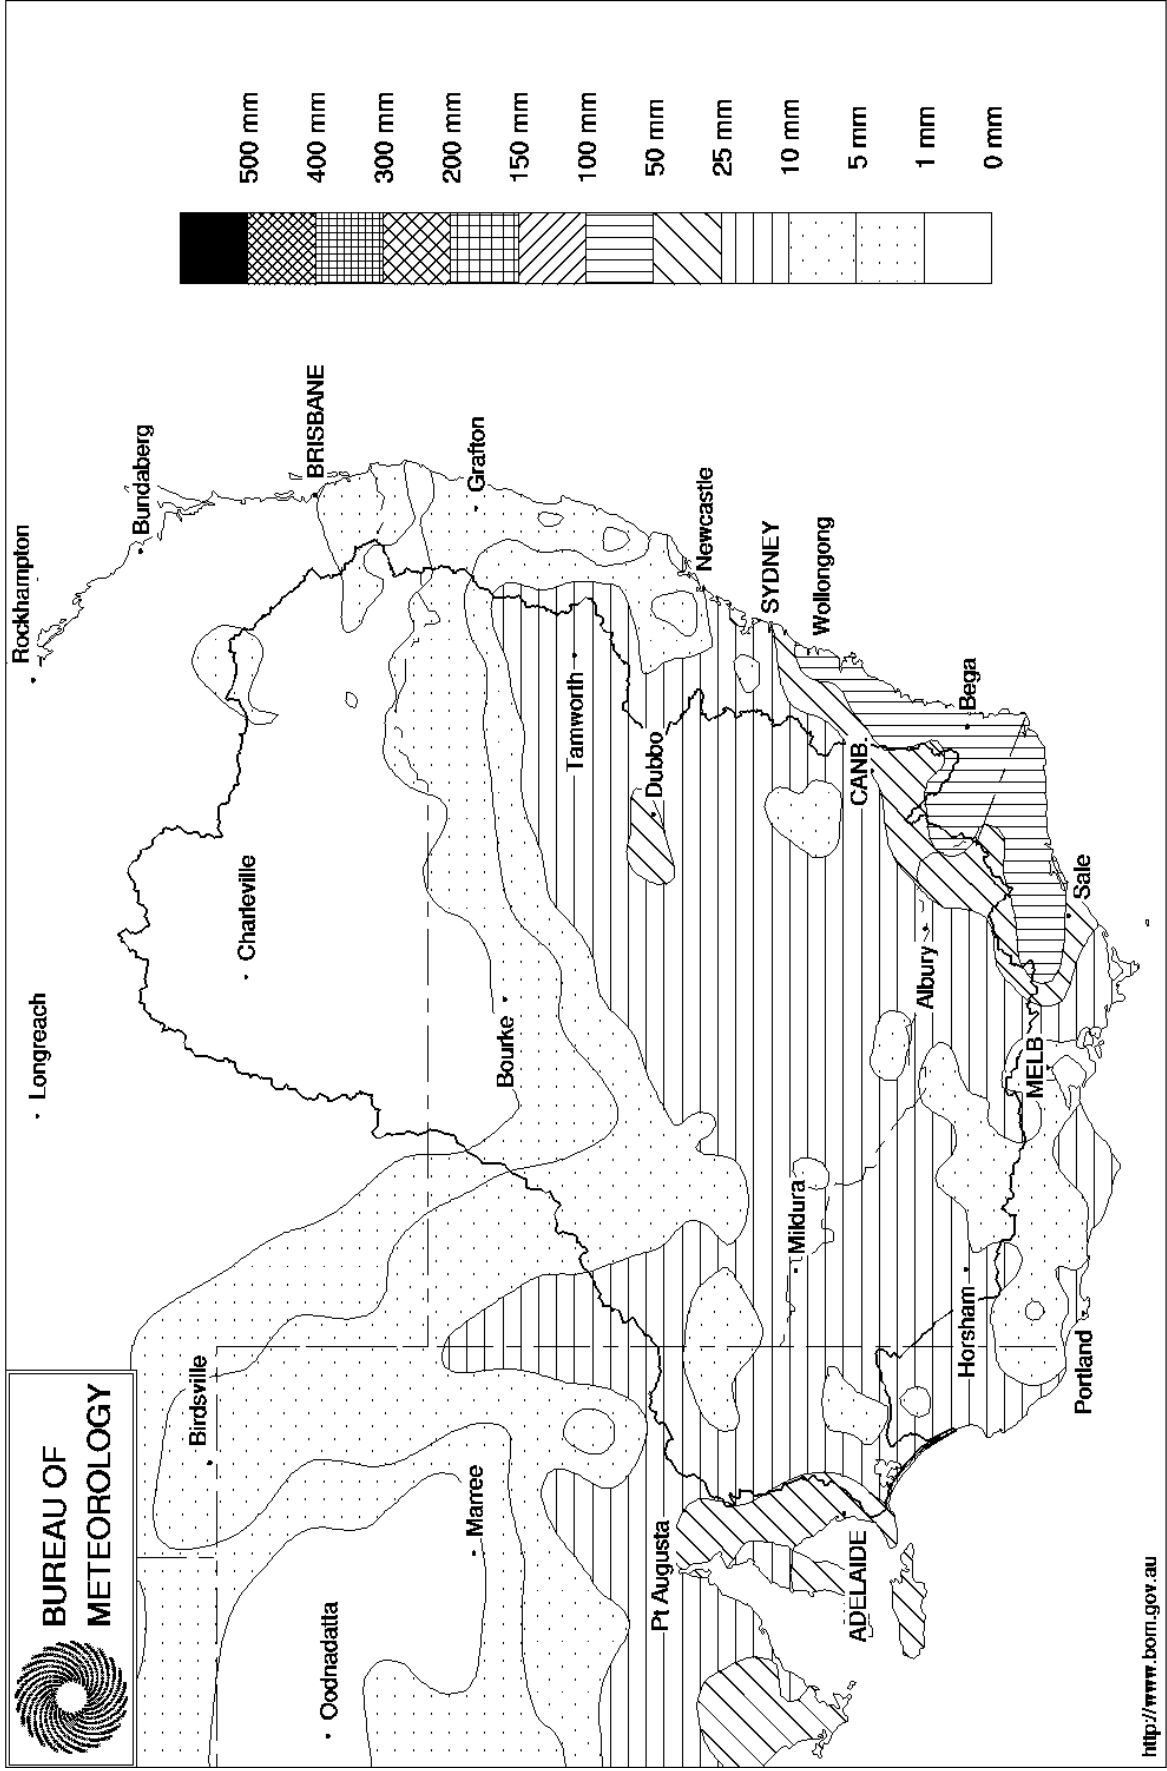 BUREAU OF
METEOROLOGY
Longreach
Rockhampton
Bundaberg
Birdsville
Charleville
BRISBANE
Oodnadatta
Marree
Bourke
Grafton
Tamworth
Pt Augusta
Dubbo
Newcastle
Mildura
SYDNEY
Wollongong
ADELAIDE
CANB.
Albury
Horsham
Bega
MELB
Portland
Sale
500 mm
400 mm
300 mm
200 mm
150 mm
100 mm
50 mm
25 mm
10 mm
5 mm
1 mm
0 mm
http://www.bom.gov.au